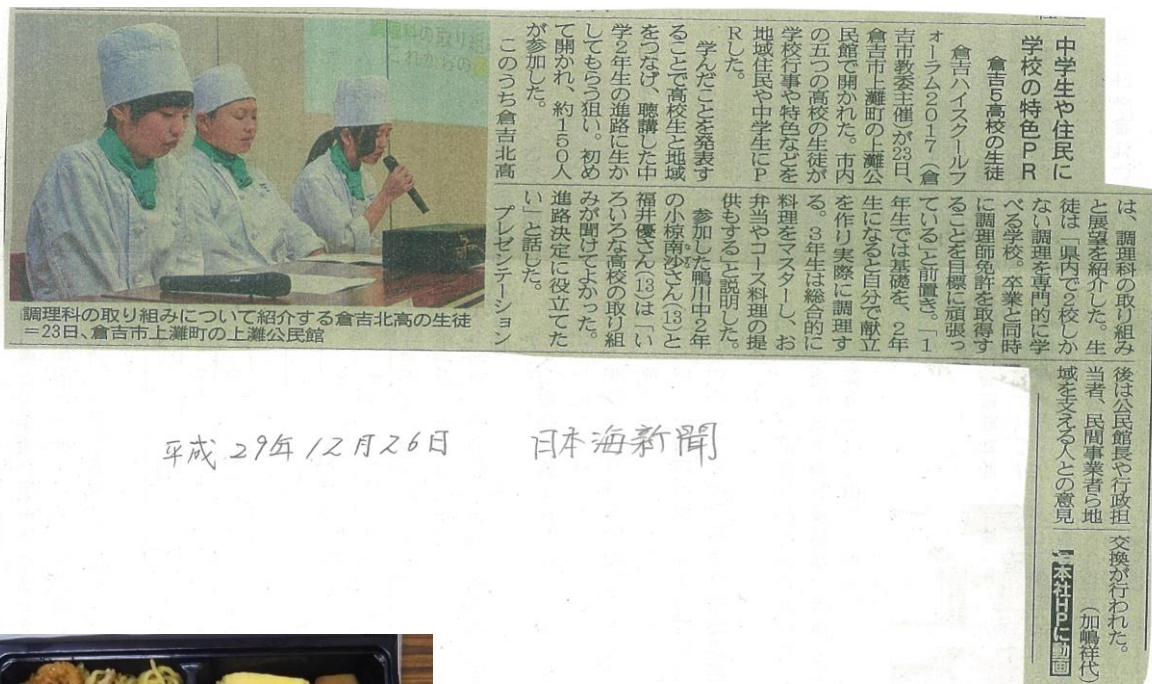 中学生や住民に
学校の特色PR
倉吉5高校の生徒
倉吉ハイスクールフ
ォーラム2017(倉
吉市教委主催)が23日、
倉吉市上灘町の上灘公
民館で開かれた。市内
の五つの高校の生徒が
学校行事や特色などを
地域住民や中学生にP
Rした。
学んだことを発表す
ることで高校生と地域
をつなげ、聴講した中
学2年生の進路に生か
してもらう狙い。初め
て開かれ、約150人
が参加した。
このうち倉吉北高
は、調理科の取り組み
と展望を紹介した。生
徒は「県内で2校しか
ない調理を専門的に学
べる学校。卒業と同時
に調理師免許を取得す
ることを目標に頑張っ
ている」と前置き。「1
年生では基礎を、2年
生になると自分で献立
を作り実際に調理す
る。3年生は総合的に
料理をマスターし、お
弁当やコース料理の提
供もする」と説明した。
参加した鴨川中2年
の小椋南沙さん(13)と
福井優さん(13)は「い
ろいろな高校の取り組
みが聞けてよかった。
進路決定に役立てた
い」と話した。
プレゼンテーション
後は公民館長や行政担
当者、民間事業者ら地
域を支える人との意見
交換が行われた。
(加嶋祥代)
本社HPに動画
の取り組
これからの
調理科の取り組みについて紹介する倉吉北高の生徒
=23日、倉吉市上灘町の上灘公民館
平成29年12月26日 日本海新聞